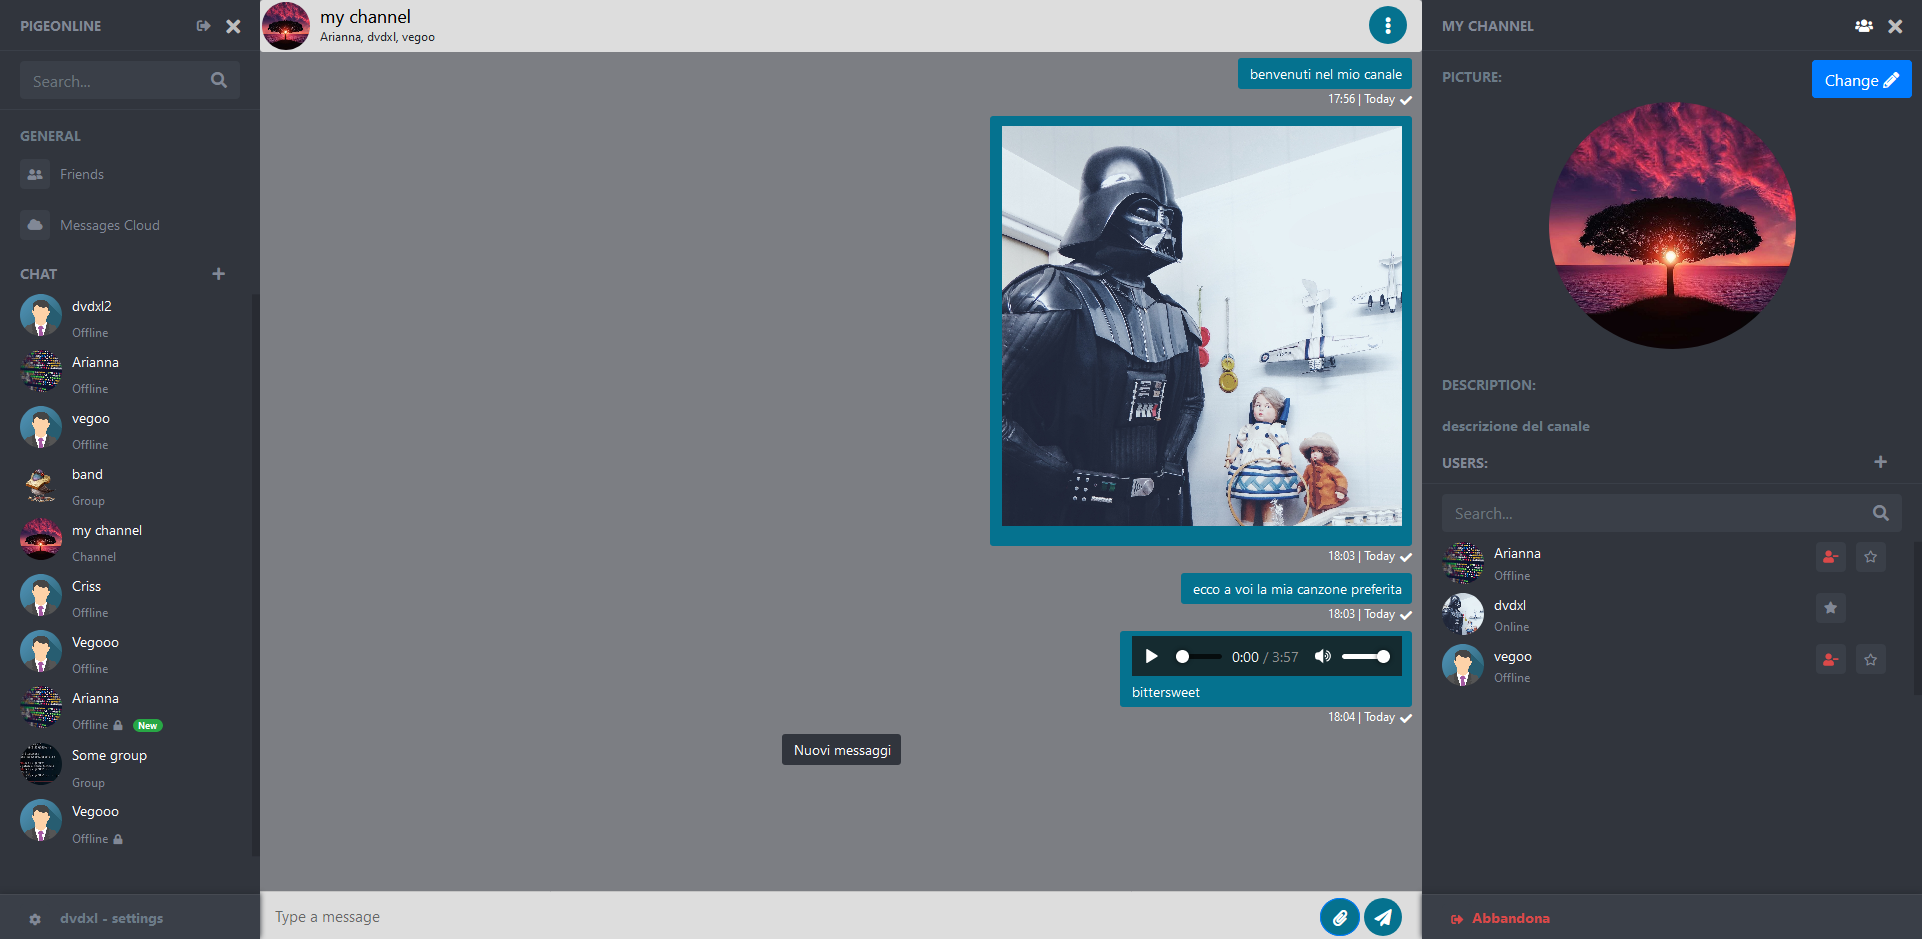 PIGEONLINE
Search...
GENERAL
Friends
Messages Cloud
CHAT
dvdxl2
Offline
Arianna
Offline
vegoo
Offline
band
Group
my channel
Channel
Criss
Offline
Vegooo
Offline
Arianna
Offline New
Some group
Group
Vegooo
Offline
dvdxl - settings
my channel
Arianna, dvdxl, vegoo
benvenuti nel mio canale
17:56 | Today
18:03 | Today
ecco a voi la mia canzone preferita
18:03 | Today
0:00 / 3:57
bittersweet
18:04 | Today
Nuovi messaggi
Type a message
MY CHANNEL
PICTURE:
Change
DESCRIPTION:
descrizione del canale
USERS:
Search...
Arianna
Offline
dvdxl
Online
vegoo
Offline
Abbandona